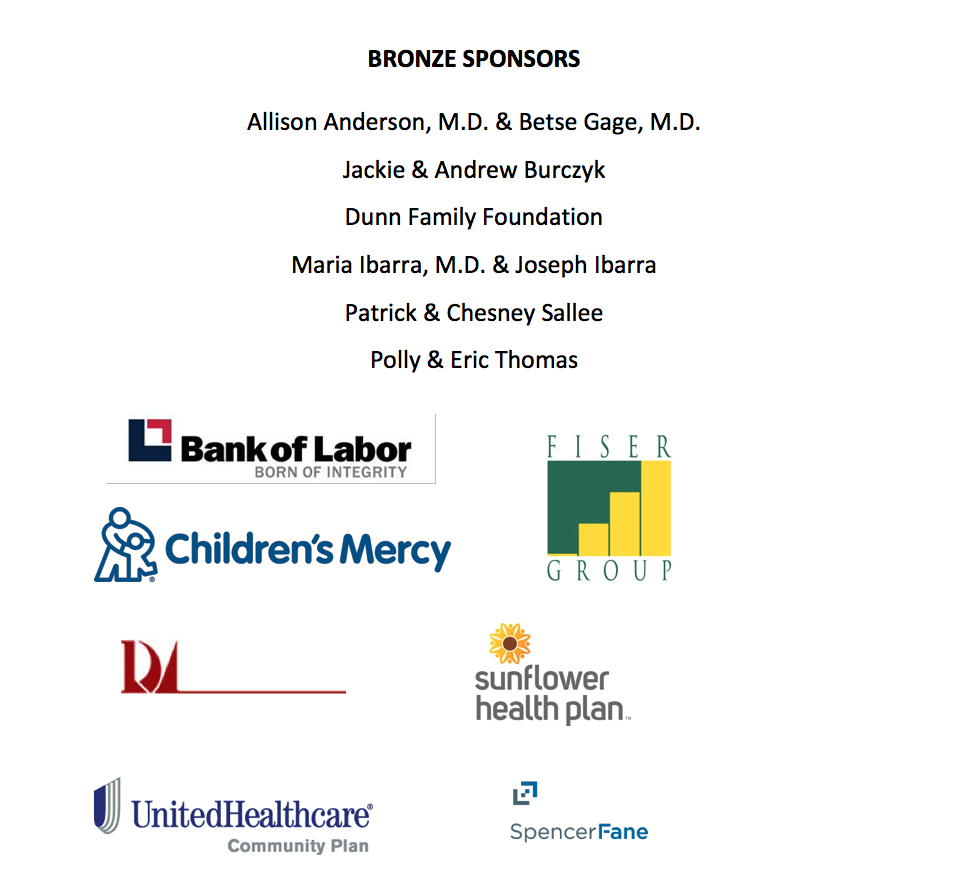 BRONZE SPONSORS
Allison Anderson, M.D. & Betse Gage, M.D.
Jackie & Andrew Burczyk
Dunn Family Foundation
Maria Ibarra, M.D. & Joseph Ibarra
Patrick & Chesney Sallee
Polly & Eric Thomas
Bank of Labor
BORN OF INTEGRITY
FISER
GROUP
Children's Mercy
®
DA
sunflower
health plan™
UnitedHealthcare®
Community Plan
SpencerFane